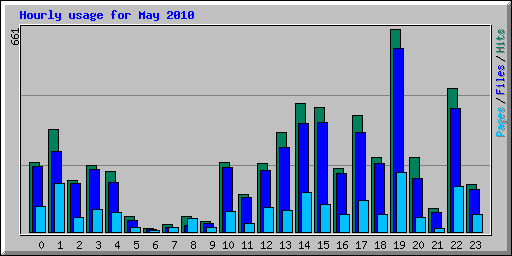 Hourly usage for May 2010
661
Pages / Files / Hits
0 1 2 3 4 5 6 7 8 9 10 11 12 13 14 15 16 17 18 19 20 21 22 23